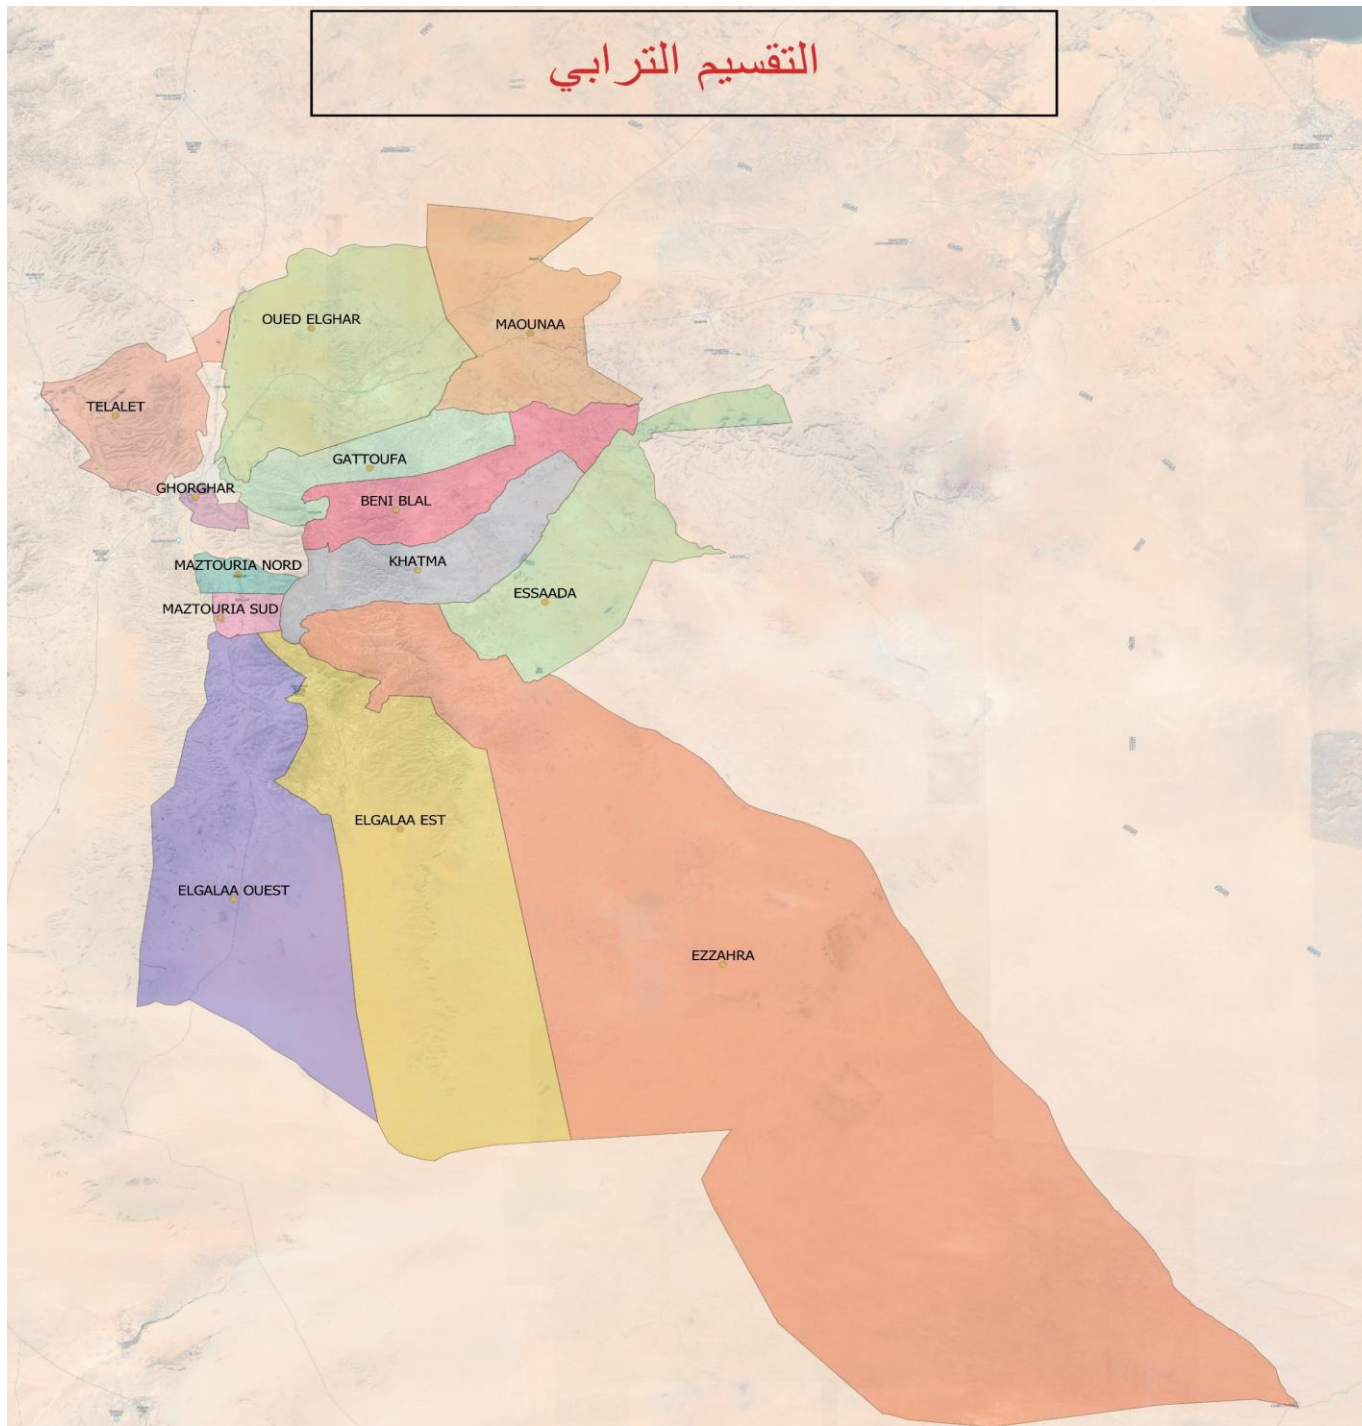 التقسيم الترابي
OUED ELGHAR
MAOUNAA
TELALET
GATTOUFA
GHORGHAR
BENI BLAL
KHATMA
MAZTOURIA NORD
ESSAADA
MAZTOURIA SUD
ELGALAA EST
ELGALAA OUEST
EZZAHRA